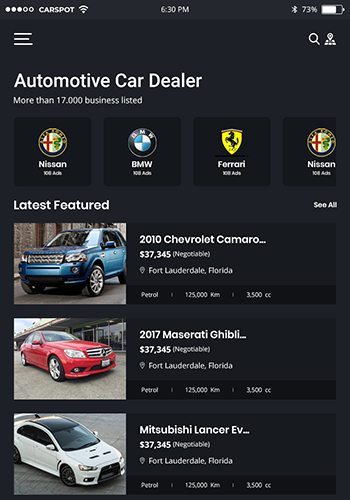 CARSPOT
6:30 PM
73%
Automotive Car Dealer
More than 17.000 business listed
Nissan
108 Ads
BMW
108 Ads
Ferrari
108 Ads
Nissan
108 Ads
Latest Featured
See All
2010 Chevrolet Camaro...
$37,345 (Negotiable)
Fort Lauderdale, Florida
Petrol | 125,000 Km | 3,500 cc
2017 Maserati Ghibli...
$37,345 (Negotiable)
Fort Lauderdale, Florida
Petrol | 125,000 Km | 3,500 cc
Mitsubishi Lancer Ev...
$37,345 (Negotiable)
Fort Lauderdale, Florida
Petrol | 125,000 Km | 3,500 cc